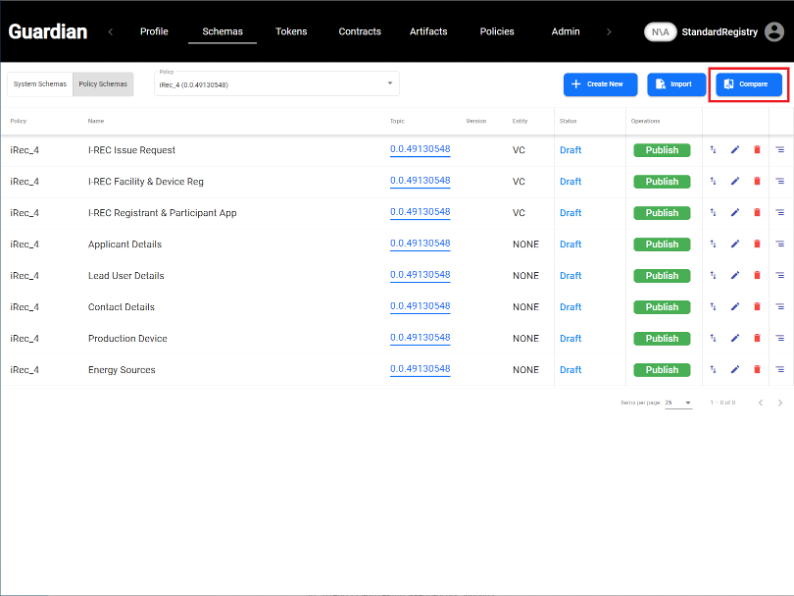 Guardian Profile Schemas Tokens Contracts Artifacts Policies Admin N\A StandardRegistry
System Schemas Policy Schemas Policy iRec_4 (0.0.49130548) Create New Import Compare
Policy Name Topic Version Entity Status Operations
iRec_4 I-REC Issue Request 0.0.49130548 VC Draft Publish
iRec_4 I-REC Facility & Device Reg 0.0.49130548 VC Draft Publish
iRec_4 I-REC Registrant & Participant App 0.0.49130548 VC Draft Publish
iRec_4 Applicant Details 0.0.49130548 NONE Draft Publish
iRec_4 Lead User Details 0.0.49130548 NONE Draft Publish
iRec_4 Contact Details 0.0.49130548 NONE Draft Publish
iRec_4 Production Device 0.0.49130548 NONE Draft Publish
iRec_4 Energy Sources 0.0.49130548 NONE Draft Publish
Items per page: 25 1 – 8 of 8